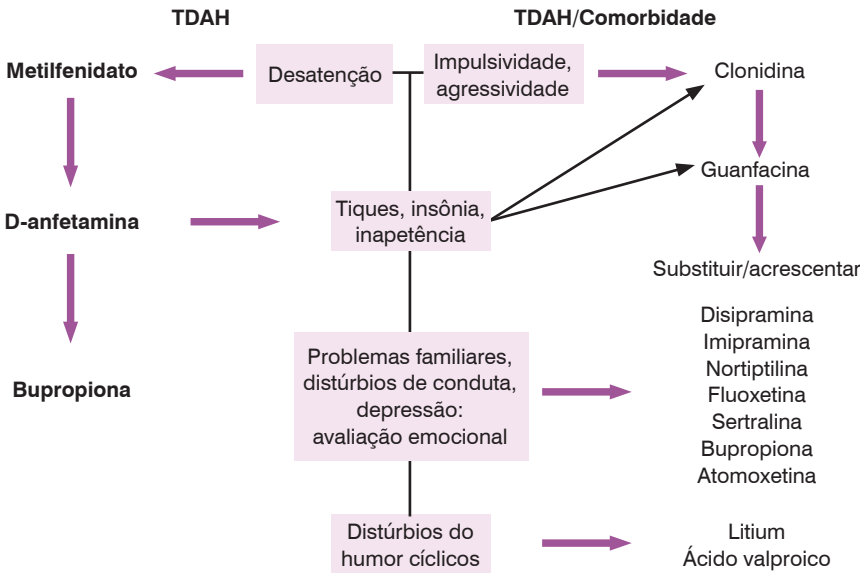 TDAH
TDAH/Comorbidade
Metilfenidato
Desatenção
Impulsividade,
agressividade
Clonidina
Guanfacina
D-anfetamina
Tiques, insônia,
inapetência
Substituir/acrescentar
Disipramina
Imipramina
Nortiptilina
Fluoxetina
Sertralina
Bupropiona
Atomoxetina
Bupropiona
Problemas familiares,
distúrbios de conduta,
depressão:
avaliação emocional
Distúrbios do
humor cíclicos
Litium
Ácido valproico